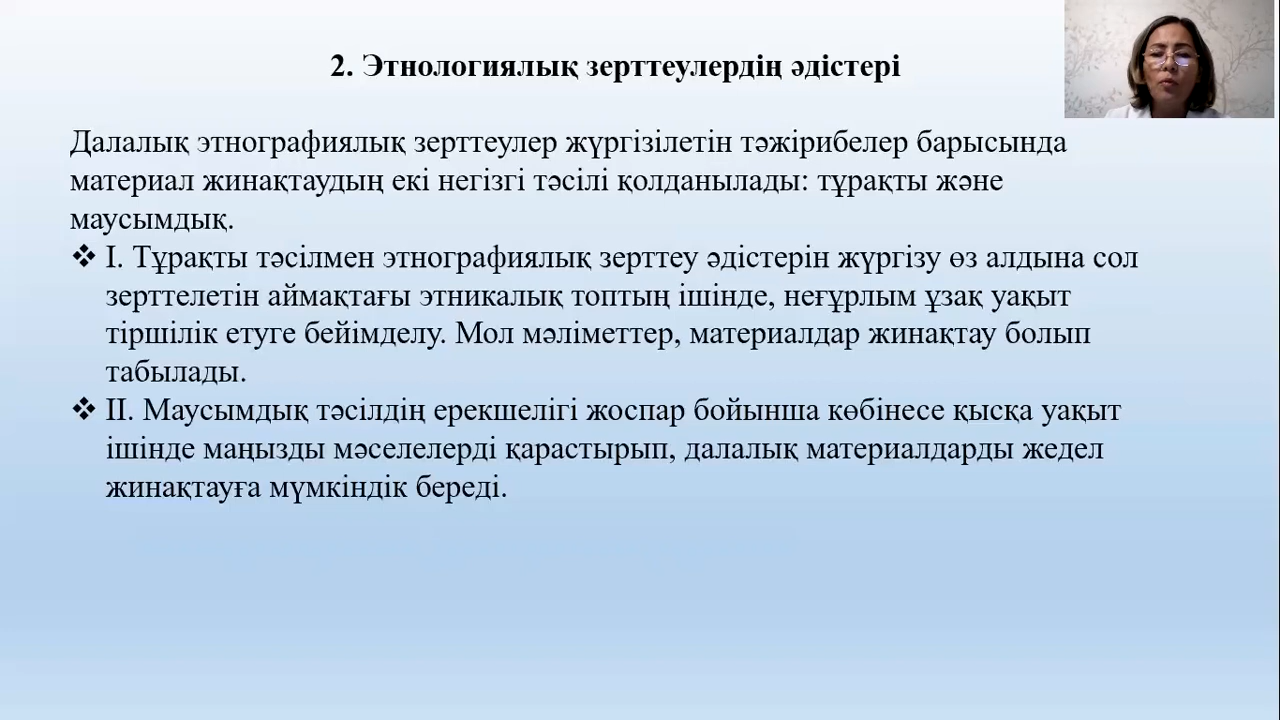 2. Этнологиялық зерттеулердің әдістері
Далалық этнографиялық зерттеулер жүргізілетін тәжірибелер барысында
материал жинақтаудың екі негізгі тәсілі қолданылады: тұрақты және
маусымдық.
❖ I. Тұрақты тәсілмен этнографиялық зерттеу әдістерін жүргізу өз алдына сол
зерттелетін аймақтағы этникалық топтың ішінде, неғұрлым ұзақ уақыт
тіршілік етуге бейімделу. Мол мәліметтер, материалдар жинақтау болып
табылады.
❖ II. Маусымдық тәсілдің ерекшелігі жоспар бойынша көбінесе қысқа уақыт
ішінде маңызды мәселелерді қарастырып, далалық материалдарды жедел
жинақтауға мүмкіндік береді.